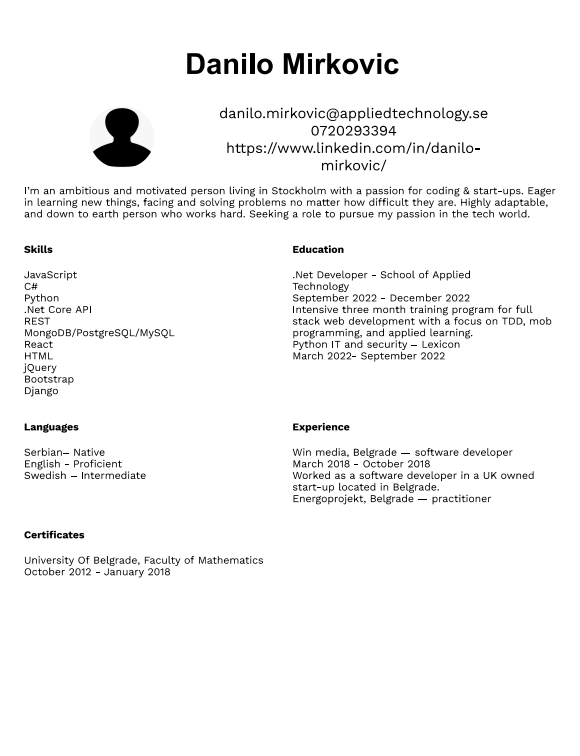 Danilo Mirkovic
danilo.mirkovic@appliedtechnology.se
0720293394
https://www.linkedin.com/in/danilo-
mirkovic/
I'm an ambitious and motivated person living in Stockholm with a passion for coding & start-ups. Eager
in learning new things, facing and solving problems no matter how difficult they are. Highly adaptable,
and down to earth person who works hard. Seeking a role to pursue my passion in the tech world.
Skills
JavaScript
C#
Python
.Net Core API
REST
MongoDB/PostgreSQL/MySQL
React
HTML
jQuery
Bootstrap
Django
Education
.Net Developer - School of Applied
Technology
September 2022 - December 2022
Intensive three month training program for full
stack web development with a focus on TDD, mob
programming, and applied learning.
Python IT and security – Lexicon
March 2022- September 2022
Languages
Serbian– Native
English - Proficient
Swedish – Intermediate
Experience
Win media, Belgrade — software developer
March 2018 - October 2018
Worked as a software developer in a UK owned
start-up located in Belgrade.
Energoprojekt, Belgrade — practitioner
Certificates
University Of Belgrade, Faculty of Mathematics
October 2012 - January 2018